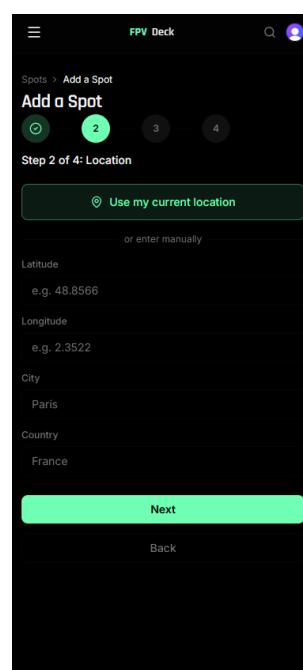 FPV Deck
Spots > Add a Spot
Add a Spot
2 3 4
Step 2 of 4: Location
Use my current location
or enter manually
Latitude
e.g. 48.8566
Longitude
e.g. 2.3522
City
Paris
Country
France
Next
Back